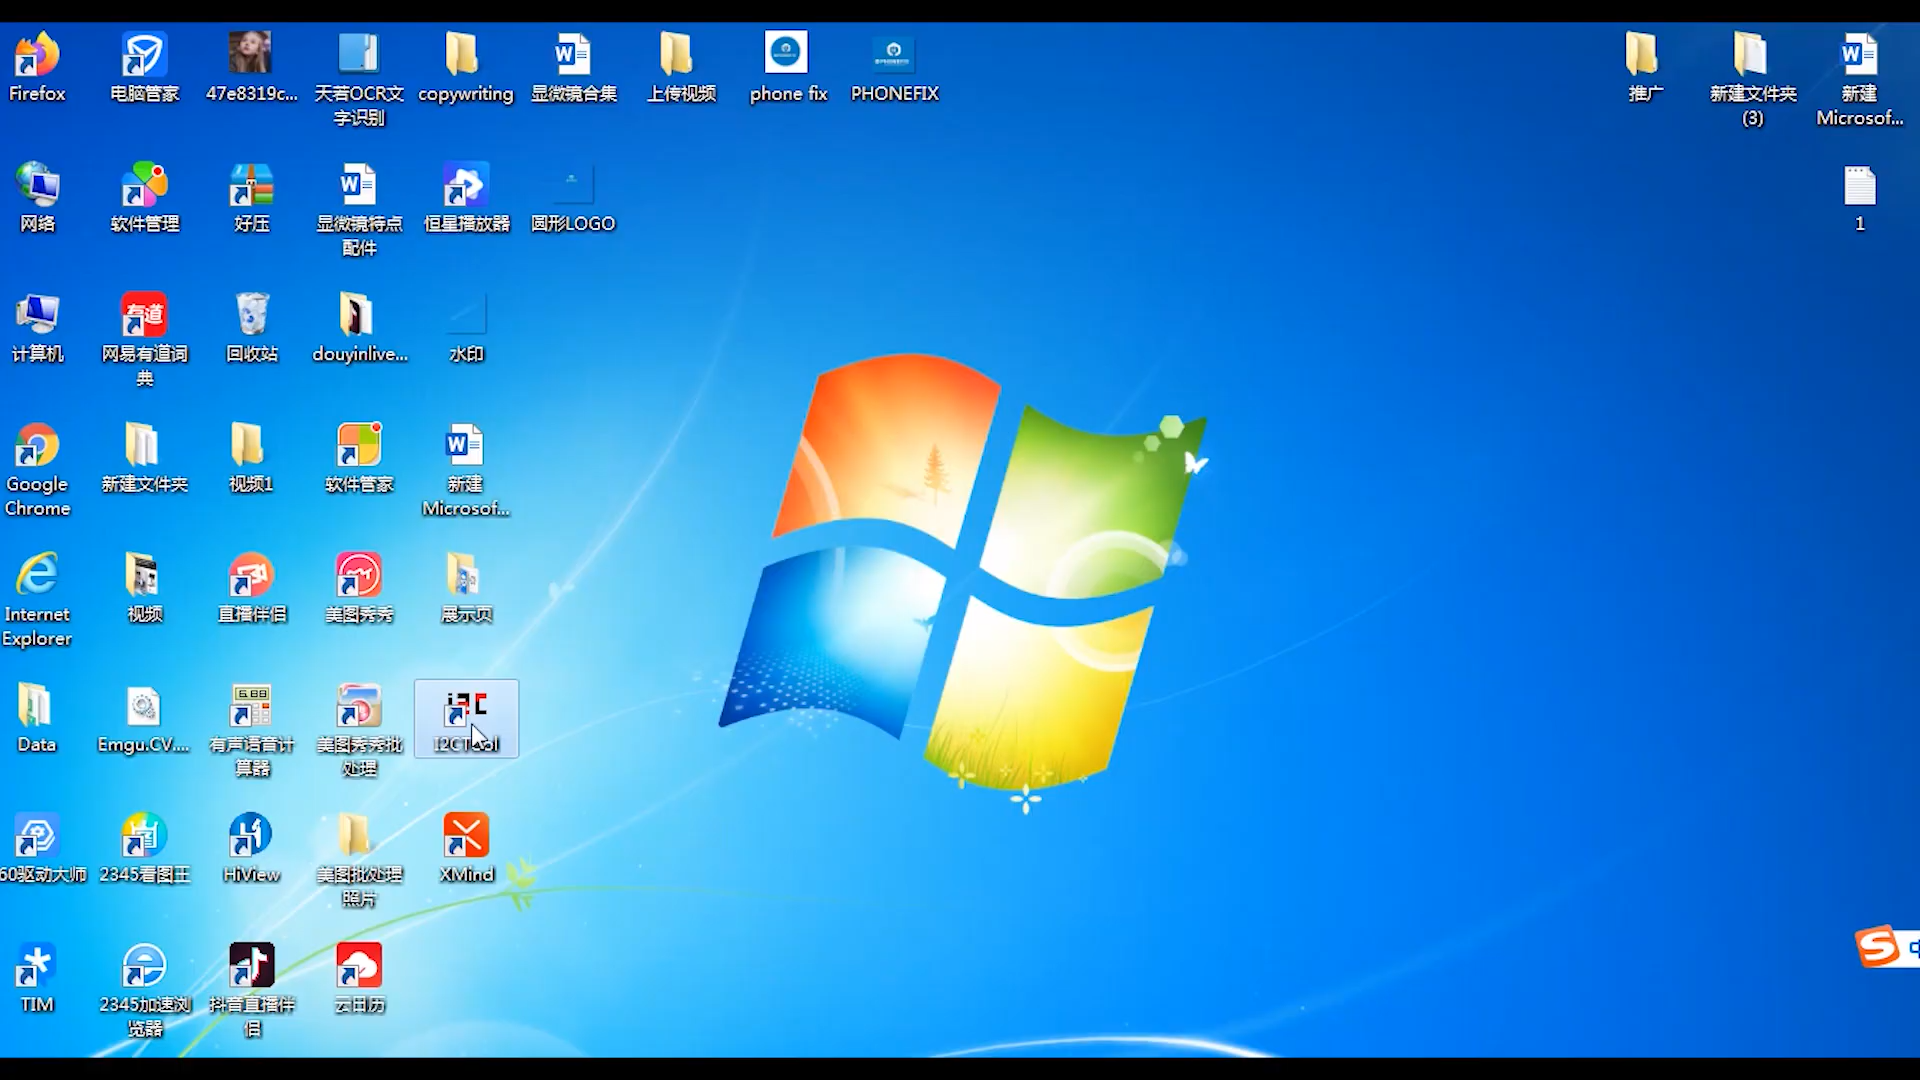 Firefox
电脑管家
47e8319c...
天若OCR文
字识别
copywriting
显微镜合集
上传视频
phone fix
PHONEFIX
推广
新建文件夹
(3)
新建
Microsof...
网络
软件管理
好压
显微镜特点
配件
恒星播放器
圆形LOGO
1
计算机
有道
网易有道词
典
回收站
douyinlive...
水印
Google
Chrome
新建文件夹
视频1
软件管家
新建
Microsof...
Internet
Explorer
视频
直播伴侣
美图秀秀
展示页
Data
Emgu.CV....
有声语音计
算器
美图秀秀批
处理
i2C
I2CTool
60驱动大师
2345看图王
HiView
美图批处理
照片
XMind
TIM
2345加速浏
览器
抖音直播伴
侣
云日历